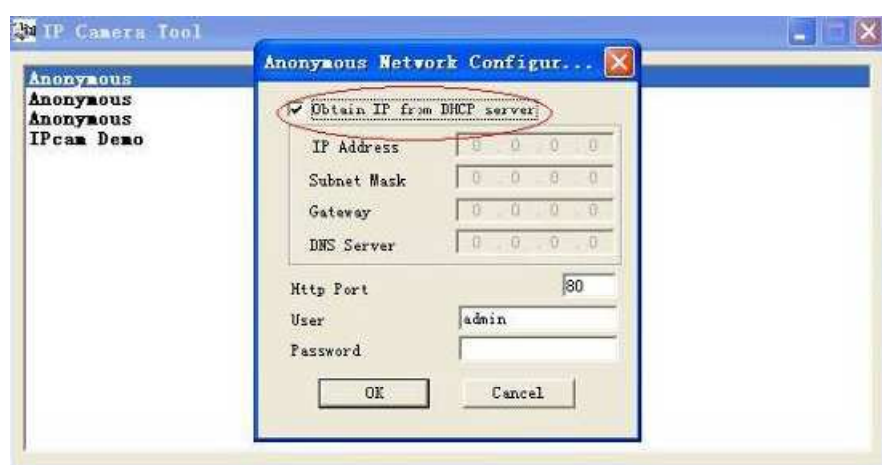 IP Camera Tool
Anonymous
Anonymous
Anonymous
IPcam Demo
Anonymous Network Configur...
Obtain IP from DHCP server
IP Address 0 . 0 . 0 . 0
Subnet Mask 0 . 0 . 0 . 0
Gateway 0 . 0 . 0 . 0
DNS Server 0 . 0 . 0 . 0
Http Port 80
User admin
Password
OK Cancel